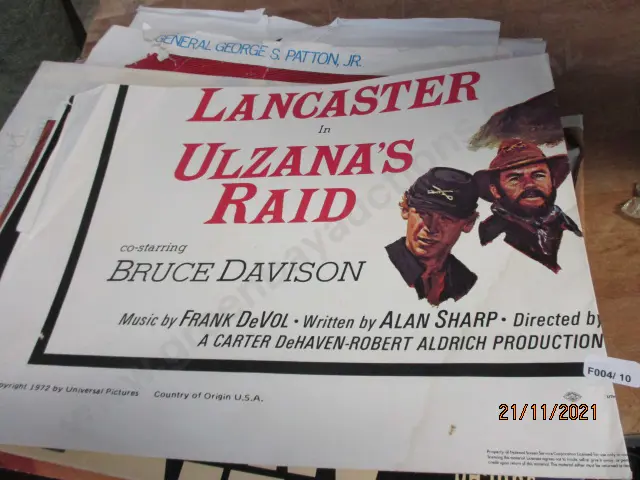 GENERAL GEORGE S. PATTON, JR.
LANCASTER
In
ULZANA'S
RAID
co-starring
BRUCE DAVISON
Music by FRANK DeVOL • Written by ALAN SHARP • Directed by
A CARTER DeHAVEN-ROBERT ALDRICH PRODUCTION
pyright 1972 by Universal Pictures Country of Origin U.S.A.
F004/ 10
21/11/2021